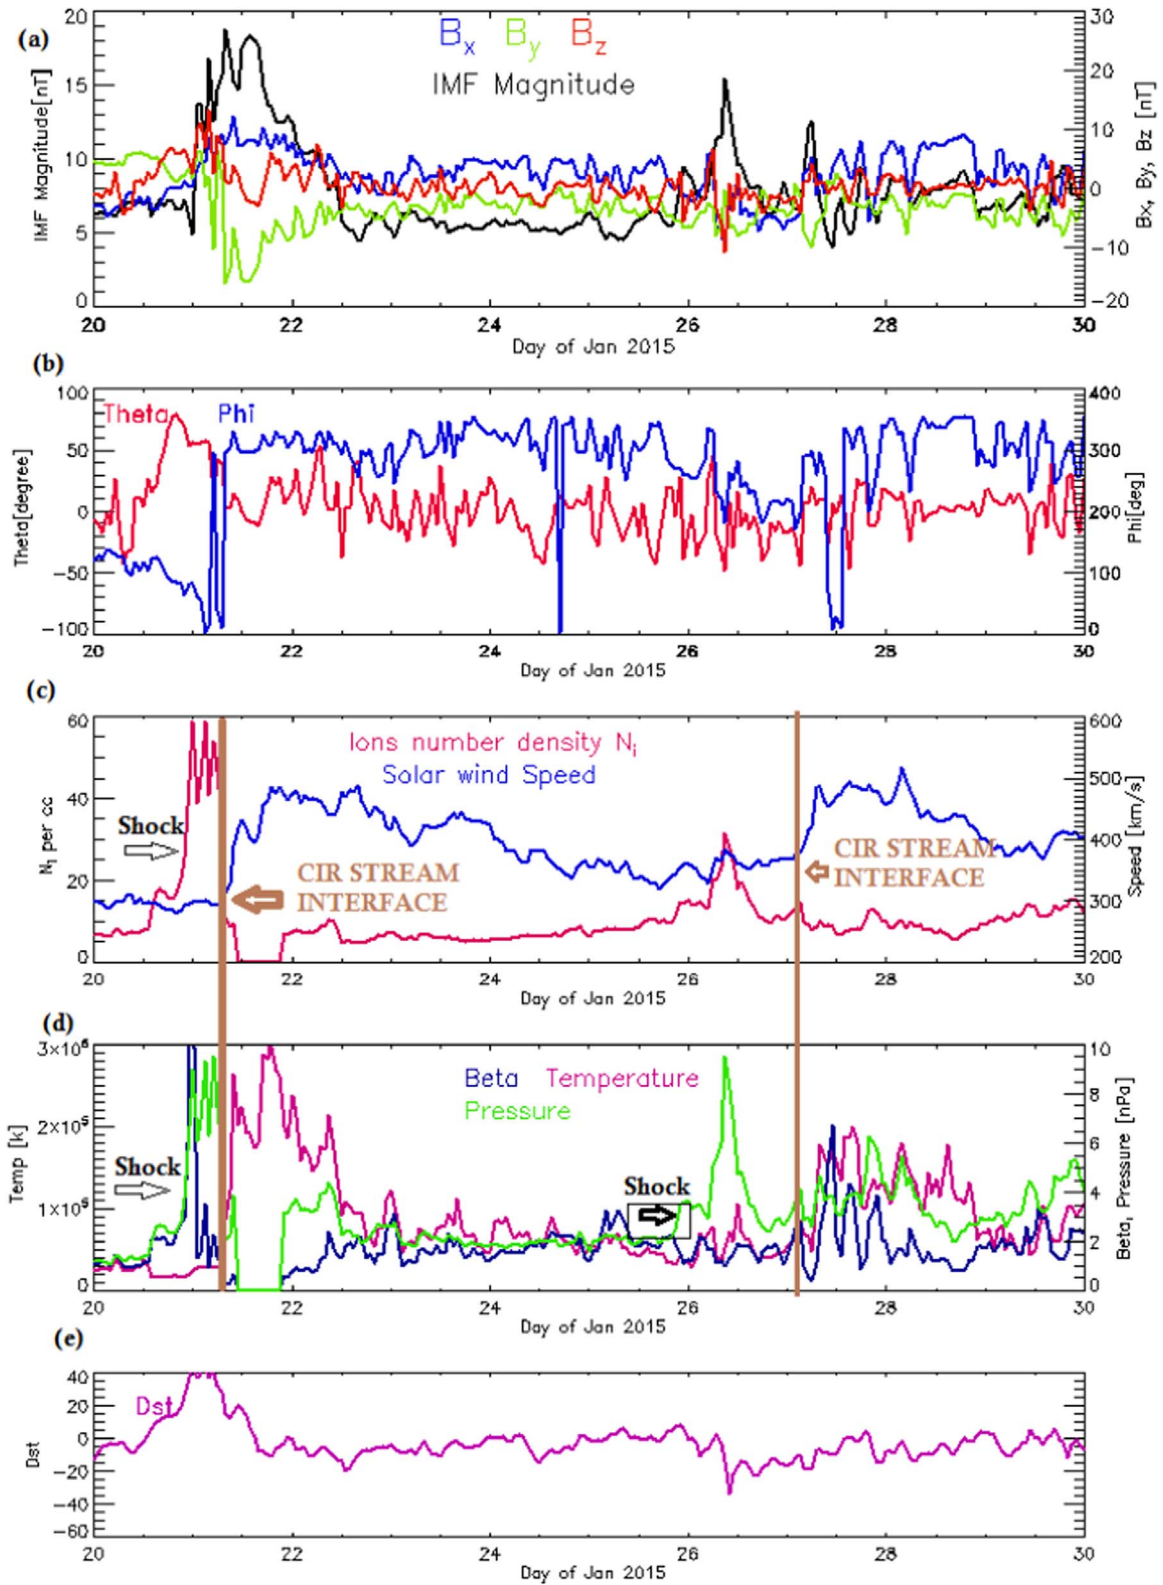 (a)
20
15
10
5
0
IMF Magnitude[nT]
Bx By Bz
IMF Magnitude
30
20
10
0
−10
−20
Bx, By, Bz [nT]
20 22 24 26 28 30
Day of Jan 2015
(b)
100
50
0
−50
−100
Theta[degree]
Theta Phi
400
300
200
100
0
Phi[deg]
20 22 24 26 28 30
Day of Jan 2015
(c)
60
40
20
0
Ni per cc
Ions number density Ni
Solar wind Speed
Shock
CIR STREAM
INTERFACE
CIR STREAM
INTERFACE
600
500
400
300
200
Speed [km/s]
20 22 24 26 28 30
Day of Jan 2015
(d)
3×10⁵
2×10⁵
1×10⁵
0
Temp [k]
Beta Temperature
Pressure
Shock
Shock
10
8
6
4
2
0
Beta, Pressure [nPa]
20 22 24 26 28 30
Day of Jan 2015
(e)
40
20
0
−20
−40
−60
Dst
Dst
20 22 24 26 28 30
Day of Jan 2015